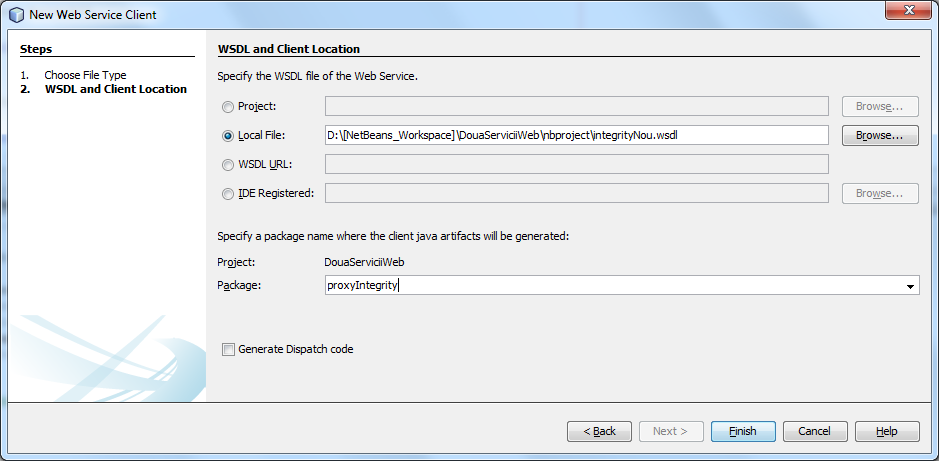 New Web Service Client
Steps
1. Choose File Type
2. WSDL and Client Location
WSDL and Client Location
Specify the WSDL file of the Web Service.
Project:
Browse...
Local File: D:\[NetBeans_Workspace]\DouaServiciiWeb\nbproject\integrityNou.wsdl
Browse...
WSDL URL:
IDE Registered:
Browse...
Specify a package name where the client java artifacts will be generated:
Project: DouaServiciiWeb
Package: proxyIntegrity
Generate Dispatch code
< Back Next > Finish Cancel Help